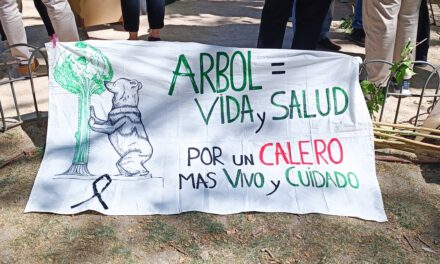 ARBOL =
VIDA y SALUD
POR UN CALERO
MAS VIVO y CUIDADO